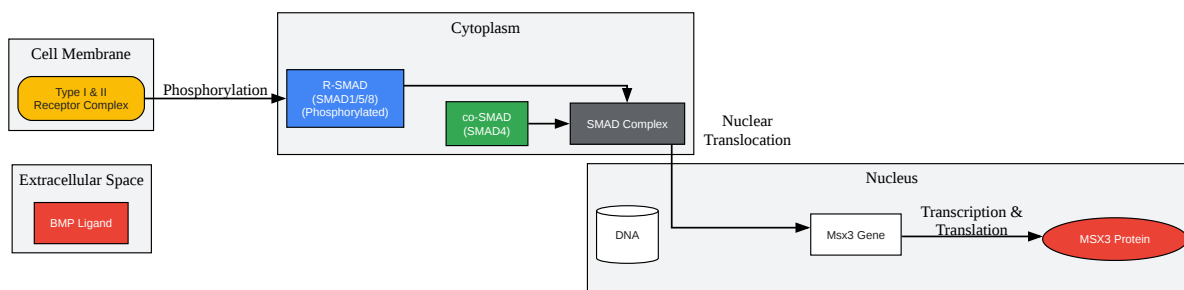 Cytoplasm
Cell Membrane
Type I & II
Receptor Complex
Phosphorylation
R-SMAD
(SMAD1/5/8)
(Phosphorylated)
co-SMAD
(SMAD4)
SMAD Complex
Nuclear
Translocation
Extracellular Space
BMP Ligand
Nucleus
DNA
Msx3 Gene
Transcription &
Translation
MSX3 Protein